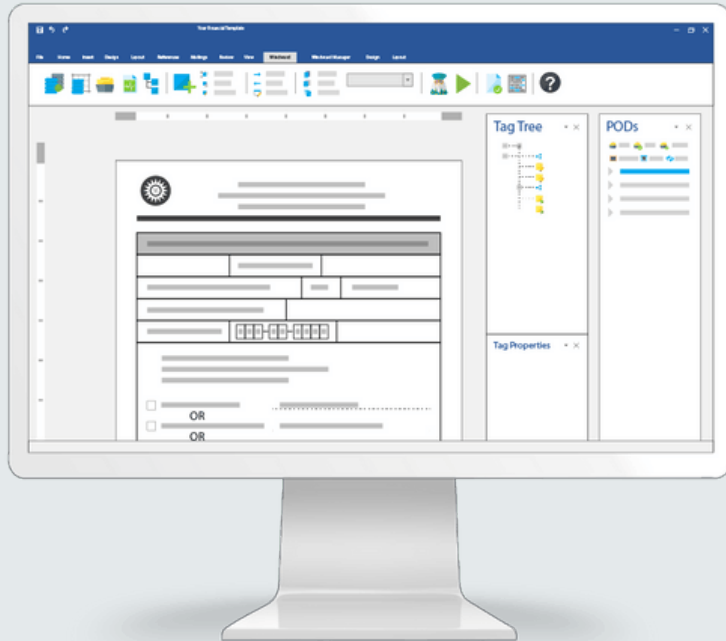 Your Financial Template
File Home Insert Design Layout References Mailings Review View Windward Windward Manager Design Layout
Tag Tree
PODs
Tag Properties
OR
OR